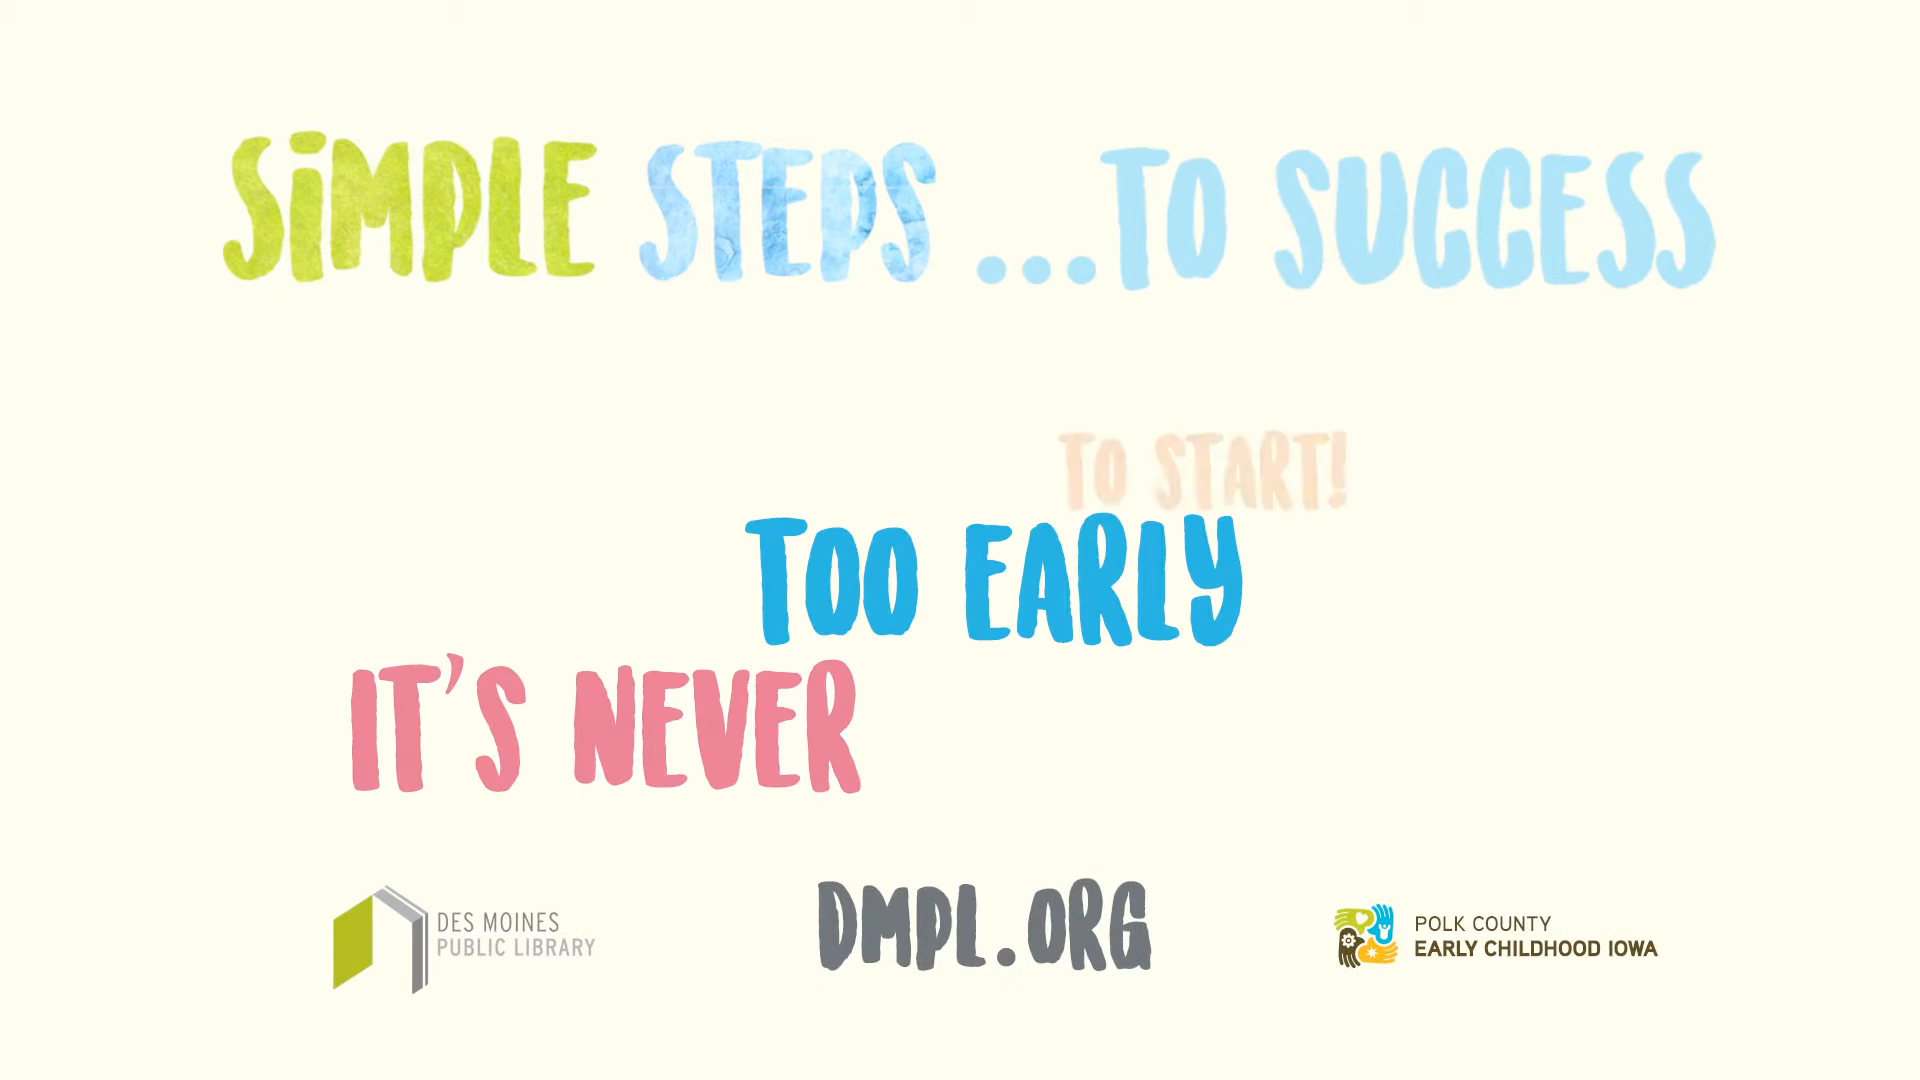 SiMPLE STEPS ...TO SUCCESS
TO START!
TOO EARLY
IT'S NEVER
DES MOINES
PUBLIC LIBRARY
DMPL.ORG
POLK COUNTY
EARLY CHILDHOOD IOWA